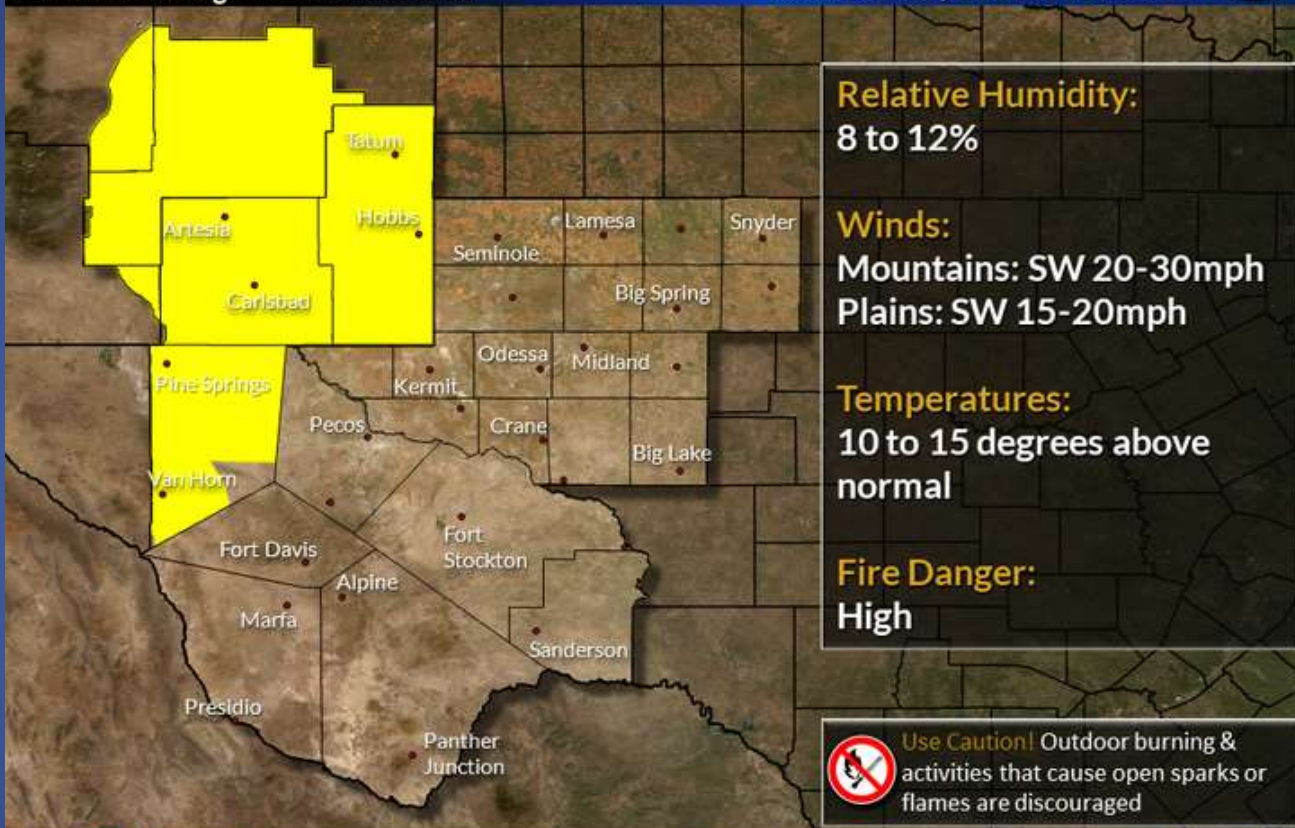 Tatum
Hobbs
Artesia
Carlsbad
Lamesa
Snyder
Seminole
Big Spring
Pine Springs
Odessa
Midland
Kermit
Pecos
Crane
Big Lake
Van Horn
Fort Davis
Fort
Stockton
Alpine
Marfa
Sanderson
Presidio
Panther
Junction
Relative Humidity:
8 to 12%
Winds:
Mountains: SW 20-30mph
Plains: SW 15-20mph
Temperatures:
10 to 15 degrees above
normal
Fire Danger:
High
Use Caution! Outdoor burning &
activities that cause open sparks or
flames are discouraged